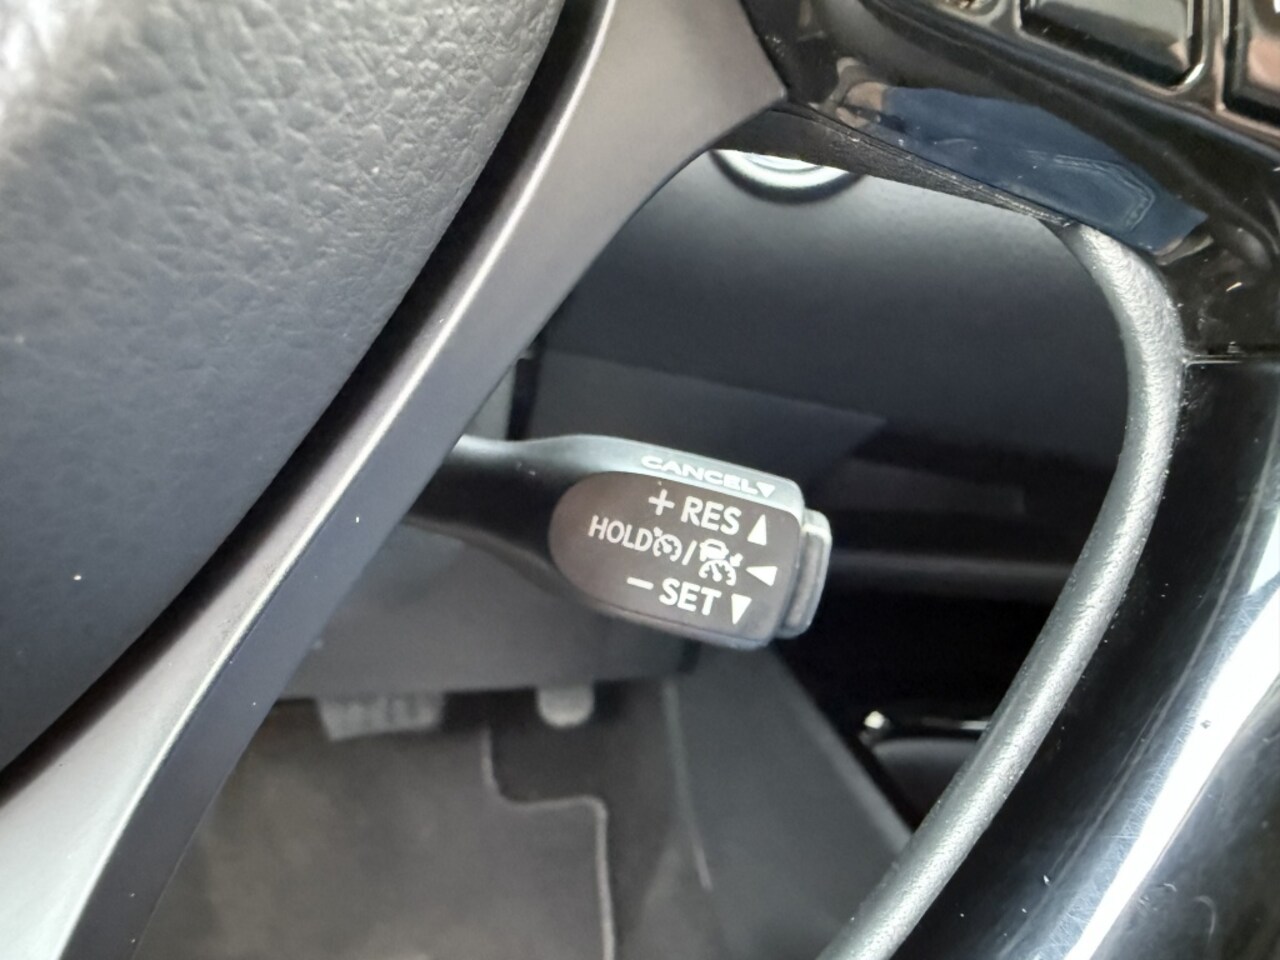 CANCEL▼
+ RES ▲
HOLD / ◀
− SET ▼